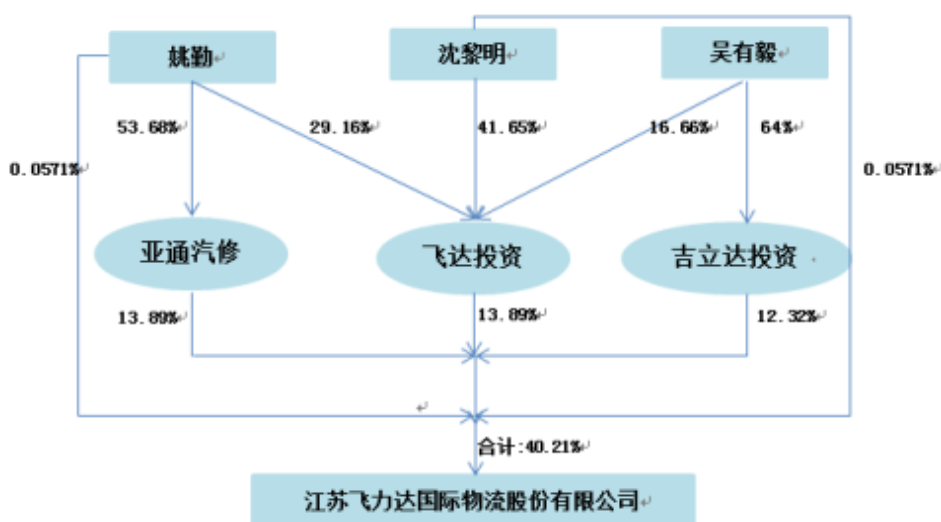 姚勤
沈黎明
吴有毅
53.68%
29.16%
41.65%
16.66%
64%
0.0571%
0.0571%
亚通汽修
飞达投资
吉立达投资
13.89%
13.89%
12.32%
合计:40.21%
江苏飞力达国际物流股份有限公司